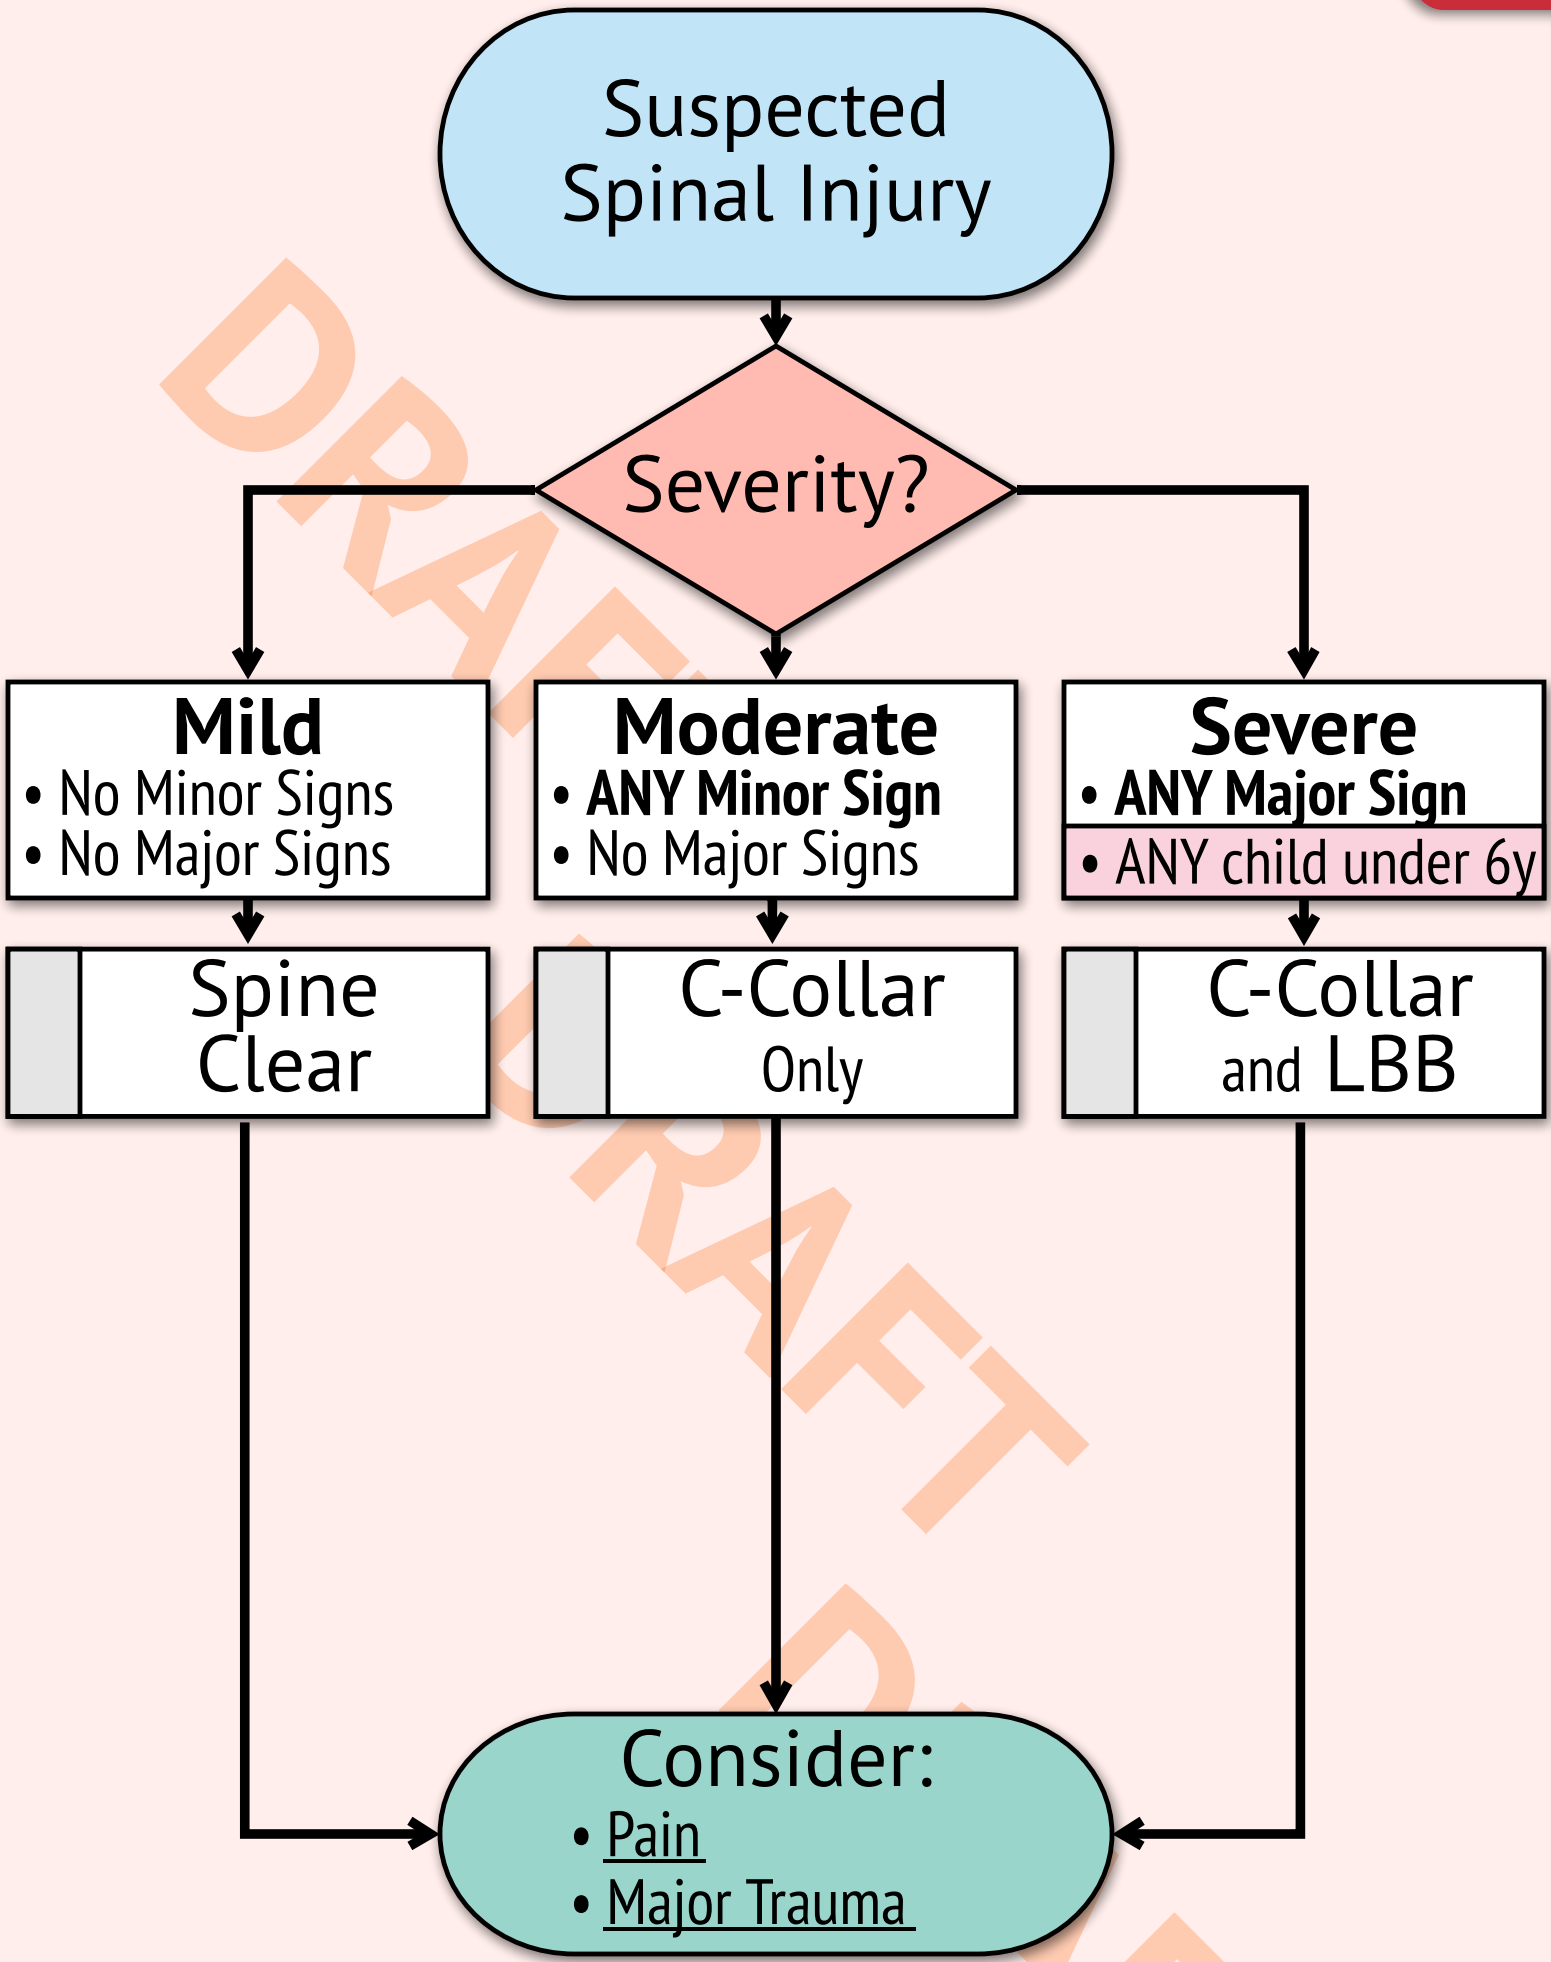 Suspected
Spinal Injury
DRAFT
Severity?
Mild
• No Minor Signs
• No Major Signs
Moderate
• ANY Minor Sign
• No Major Signs
Severe
• ANY Major Sign
• ANY child under 6y
Spine
Clear
C-Collar
Only
C-Collar
and LBB
DRAFT
Consider:
• Pain
• Major Trauma